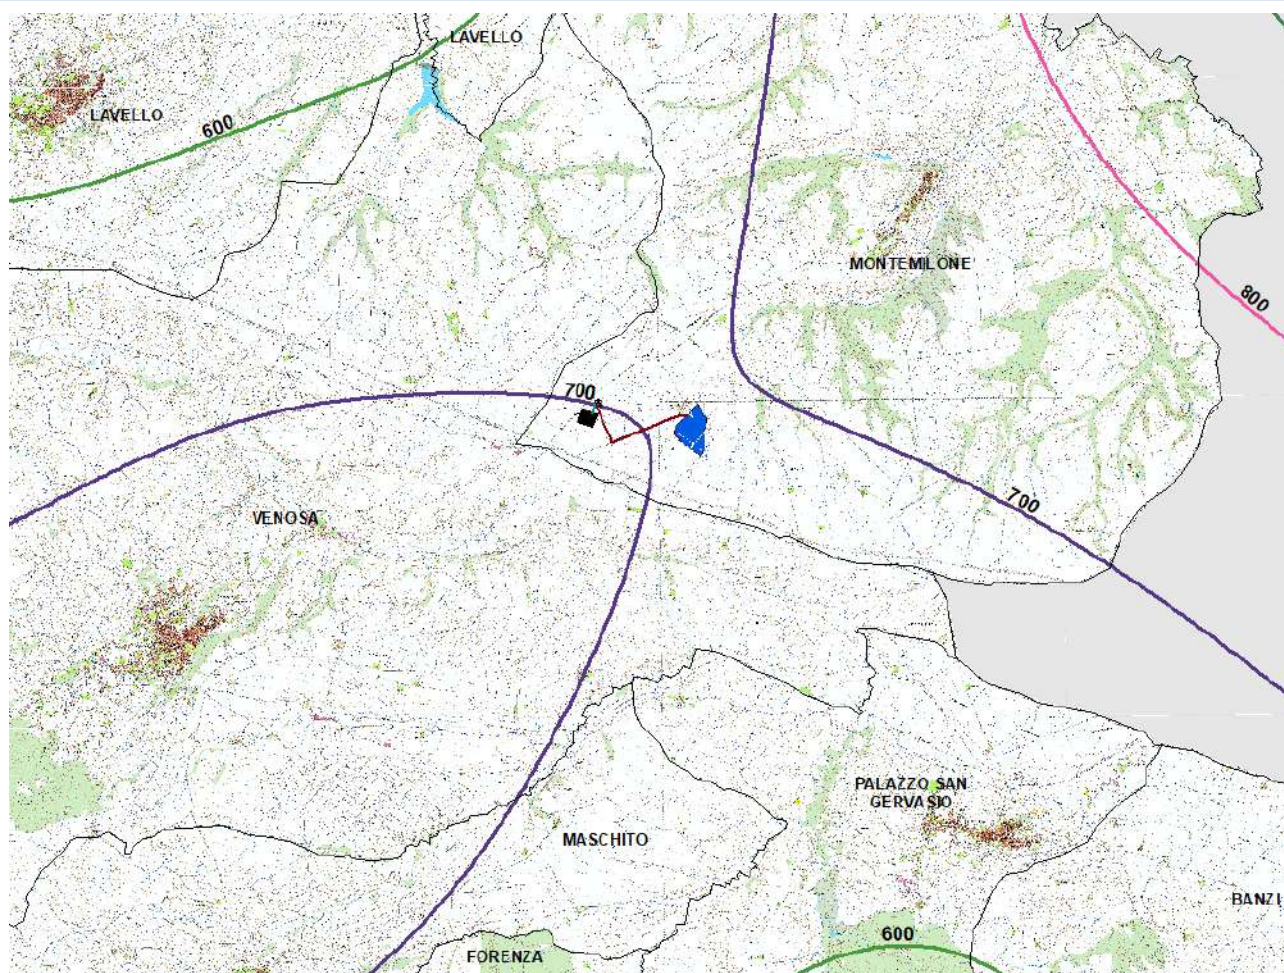 LAVELLO
LAVELLO
600
800
MONTEMILONE
700
700
VENOSA
PALAZZO SAN
GERVASIO
MASCHITO
BANZI
600
FORENZA